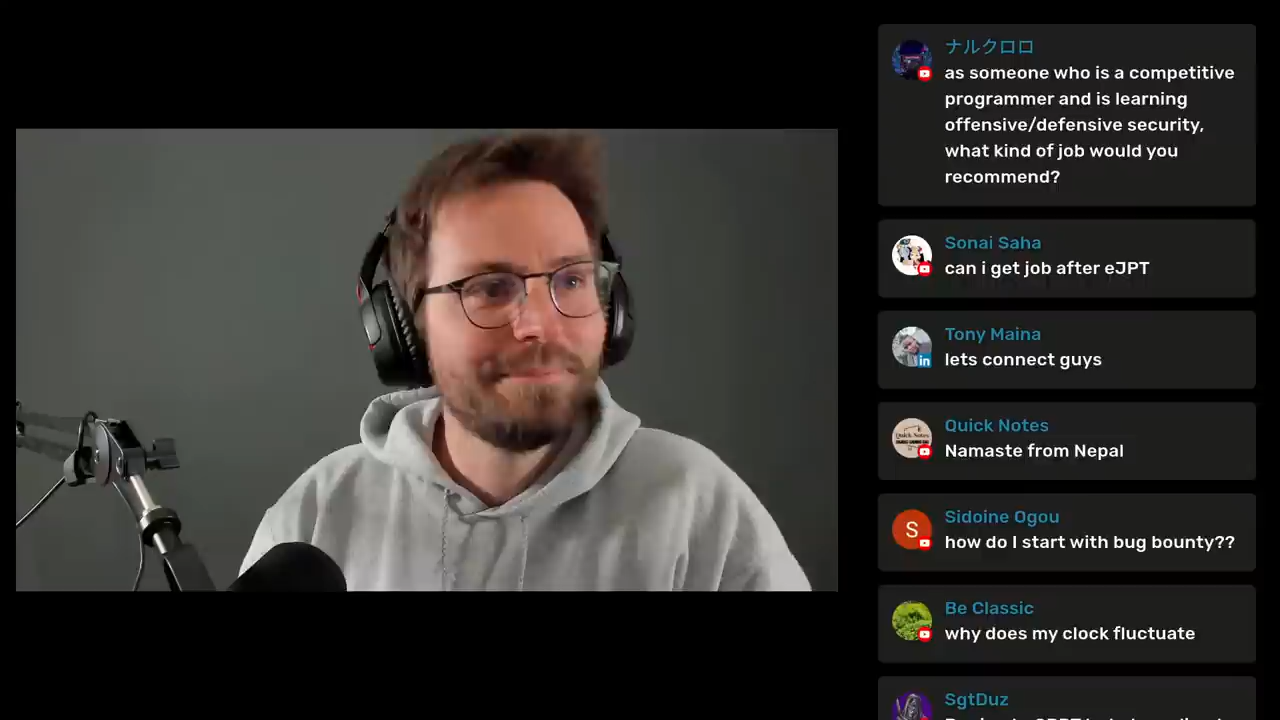 ナルクロロ
as someone who is a competitive
programmer and is learning
offensive/defensive security,
what kind of job would you
recommend?
Sonai Saha
can i get job after eJPT
Tony Maina
lets connect guys
in
Quick Notes
Quick Notes
Namaste from Nepal
Sidoine Ogou
S
how do I start with bug bounty??
Be Classic
why does my clock fluctuate
SgtDuz